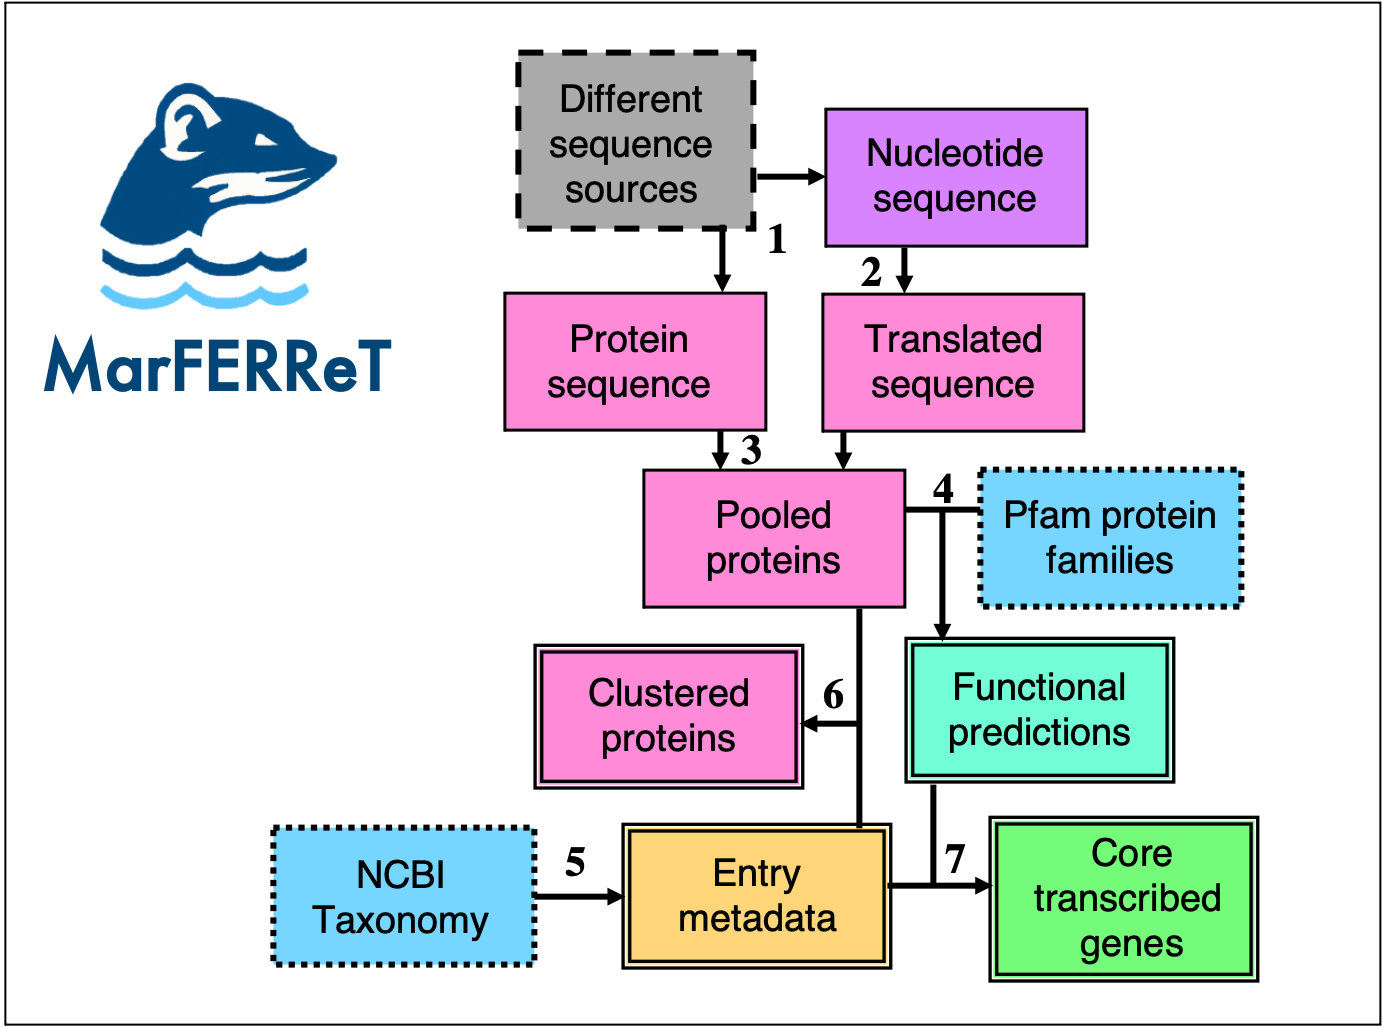 MarFERReT
Different
sequence
sources
Nucleotide
sequence
1
2
Protein
sequence
Translated
sequence
3
Pooled
proteins
4
Pfam protein
families
Clustered
proteins
6
Functional
predictions
NCBI
Taxonomy
5
Entry
metadata
7
Core
transcribed
genes